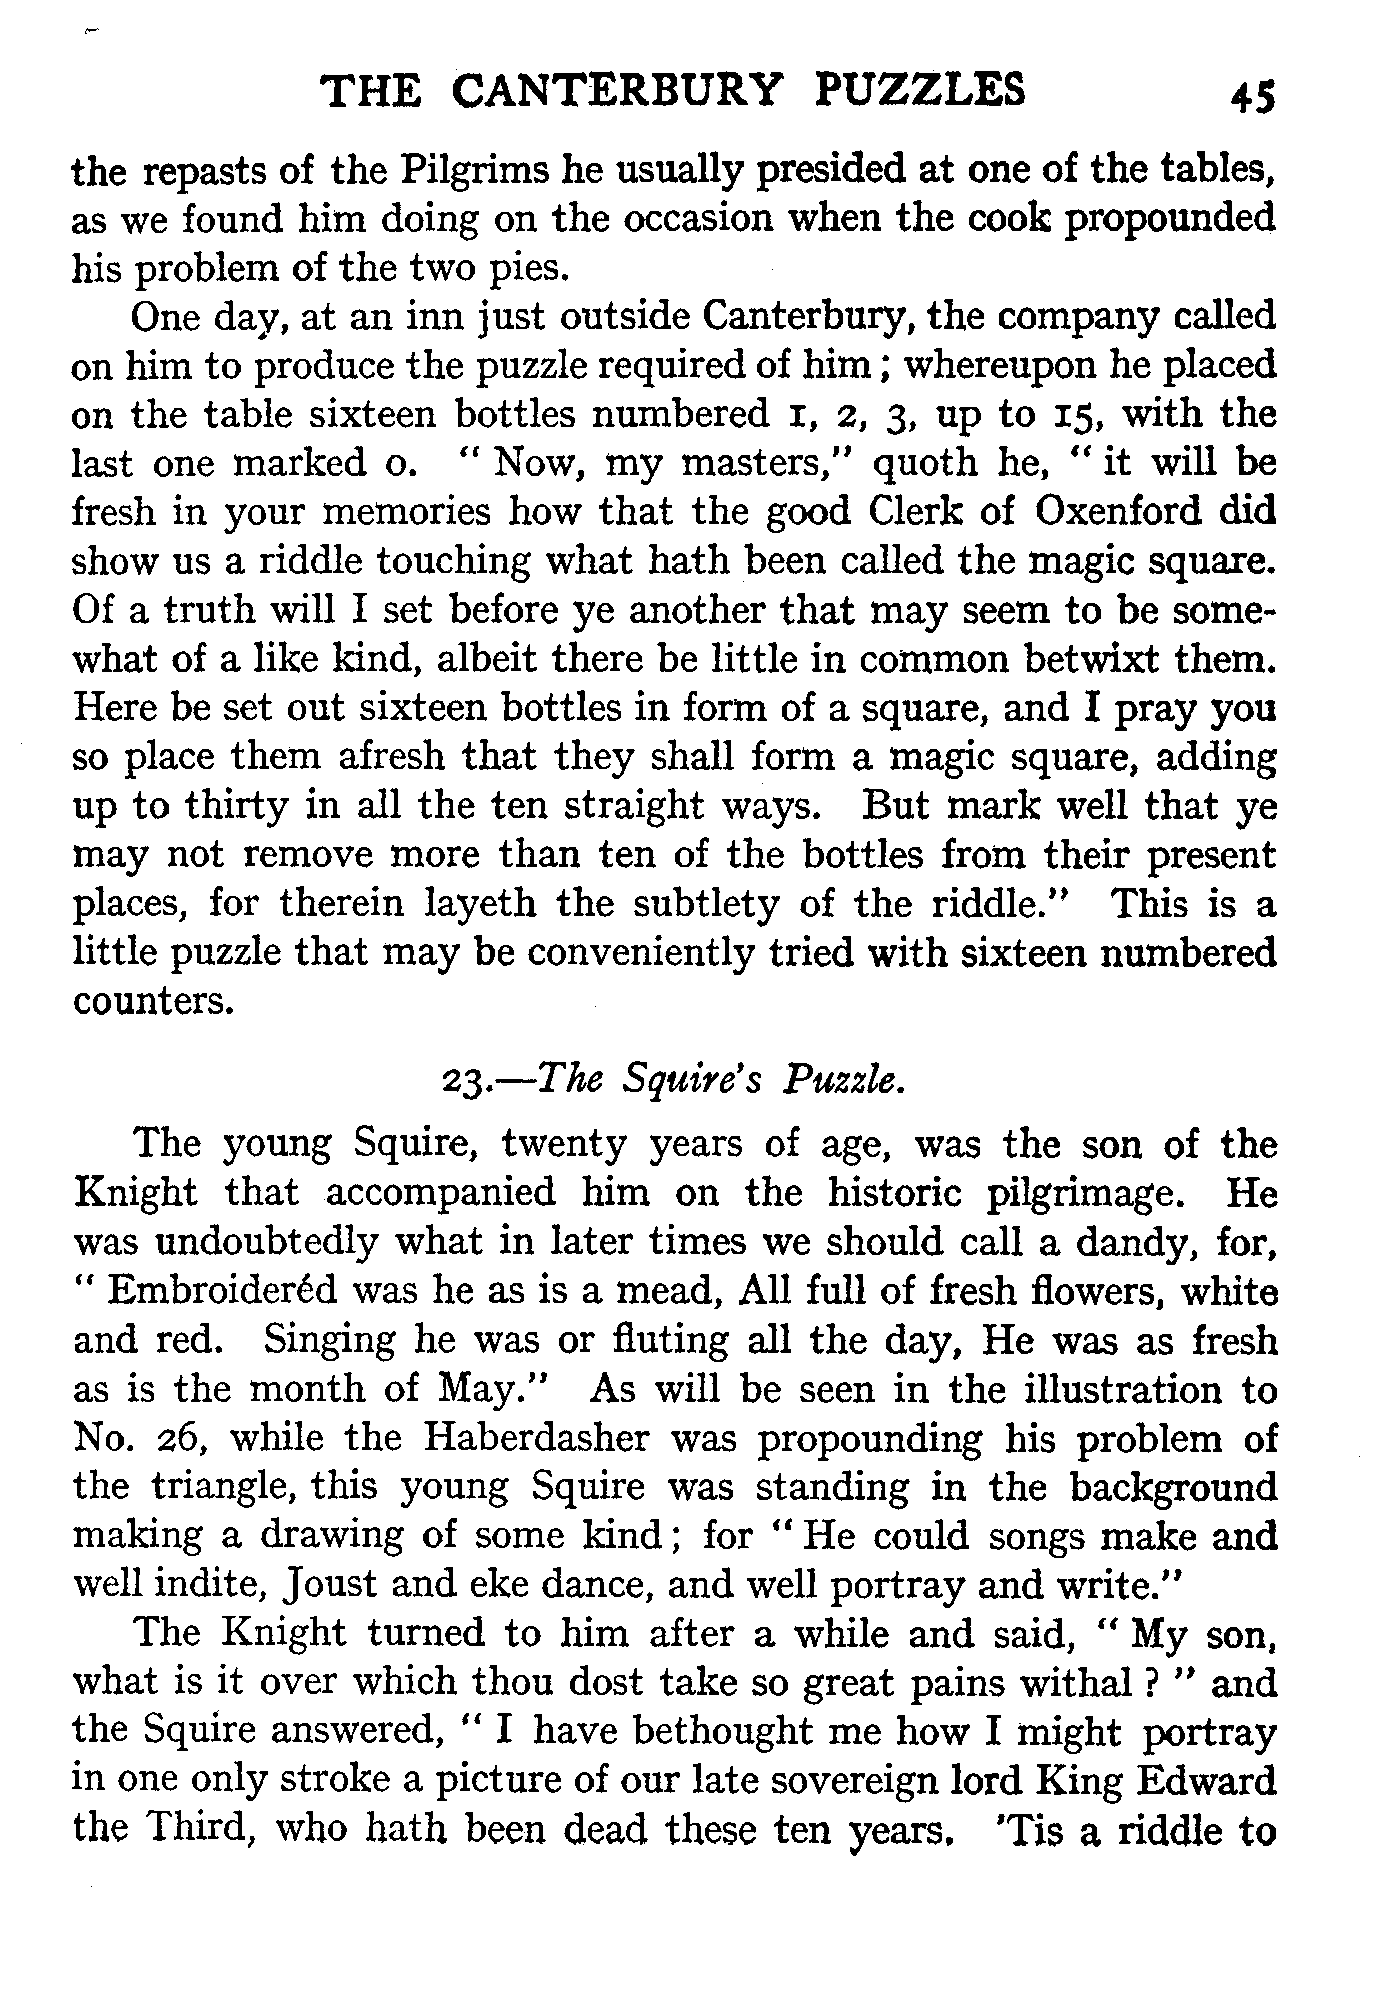 THE CANTERBURY PUZZLES 45
the repasts of the Pilgrims he usually presided at one of the tables,
as we found him doing on the occasion when the cook propounded
his problem of the two pies.
One day, at an inn just outside Canterbury, the company called
on him to produce the puzzle required of him ; whereupon he placed
on the table sixteen bottles numbered 1, 2, 3, up to 15, with the
last one marked 0. “ Now, my masters,” quoth he, “ it will be
fresh in your memories how that the good Clerk of Oxenford did
show us a riddle touching what hath been called the magic square.
Of a truth will I set before ye another that may seem to be some-
what of a like kind, albeit there be little in common betwixt them.
Here be set out sixteen bottles in form of a square, and I pray you
so place them afresh that they shall form a magic square, adding
up to thirty in all the ten straight ways. But mark well that ye
may not remove more than ten of the bottles from their present
places, for therein layeth the subtlety of the riddle.” This is a
little puzzle that may be conveniently tried with sixteen numbered
counters.
23.—The Squire's Puzzle.
The young Squire, twenty years of age, was the son of the
Knight that accompanied him on the historic pilgrimage. He
was undoubtedly what in later times we should call a dandy, for,
“ Embroideréd was he as is a mead, All full of fresh flowers, white
and red. Singing he was or fluting all the day, He was as fresh
as is the month of May.” As will be seen in the illustration to
No. 26, while the Haberdasher was propounding his problem of
the triangle, this young Squire was standing in the background
making a drawing of some kind ; for “ He could songs make and
well indite, Joust and eke dance, and well portray and write.”
The Knight turned to him after a while and said, “ My son,
what is it over which thou dost take so great pains withal ? ” and
the Squire answered, “ I have bethought me how I might portray
in one only stroke a picture of our late sovereign lord King Edward
the Third, who hath been dead these ten years. 'Tis a riddle to